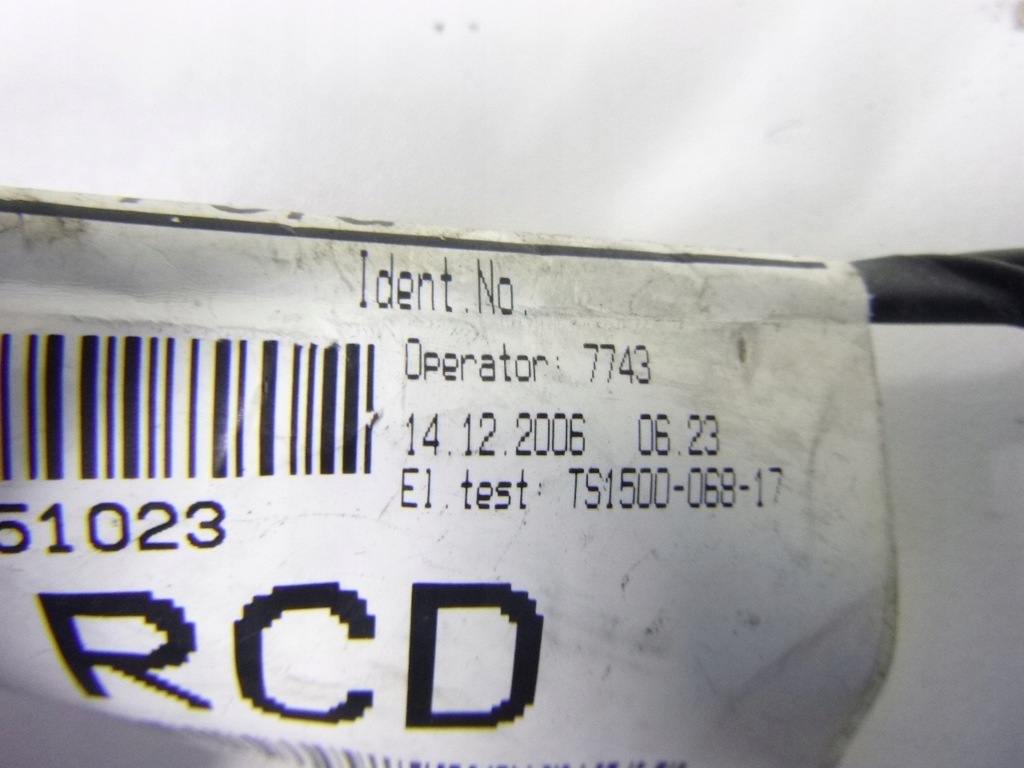 Ident.No.
Operator: 7743
14.12.2006 06.23
El.test: TS1500-068-17
51023
RCD